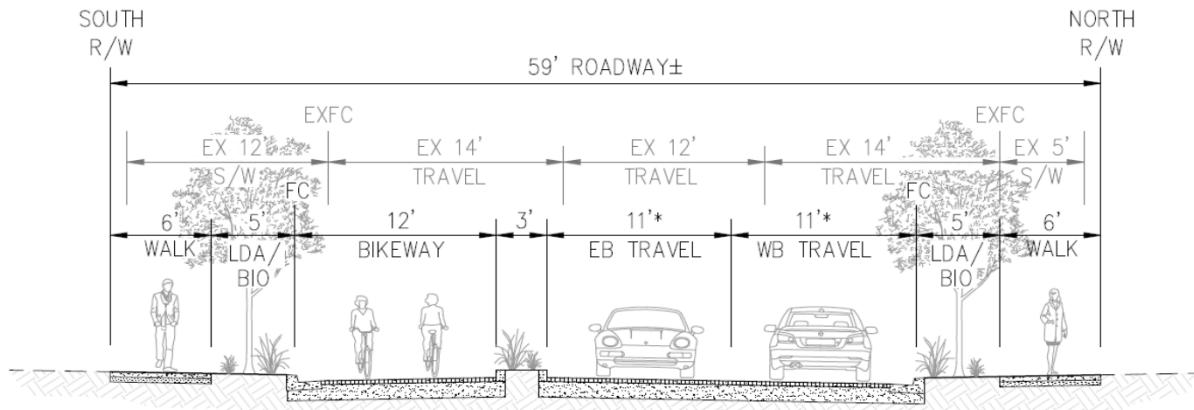 SOUTH
R/W
NORTH
R/W
59' ROADWAY±
EXFC
EXFC
EX 12'
S/W
EX 14'
TRAVEL
EX 12'
TRAVEL
EX 14'
TRAVEL
EX 5'
S/W
FC
FC
6'
WALK
5'
LDA/
BIO
12'
BIKEWAY
3'
11'*
EB TRAVEL
11'*
WB TRAVEL
5'
LDA/
BIO
6'
WALK